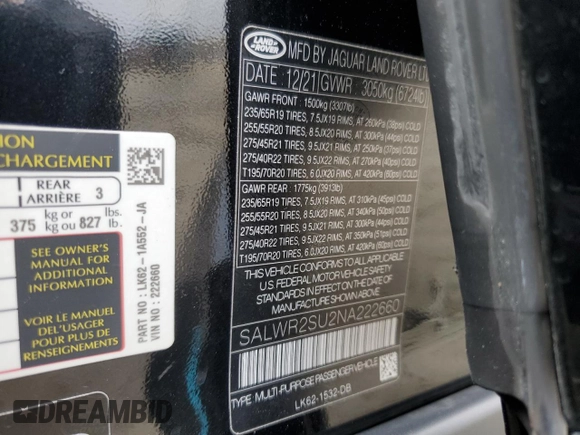 ION
CHARGEMENT
REAR
ARRIÈRE 3
375 kg or 827 lbs.
kg ou lb.
SEE OWNER'S
MANUAL FOR
ADDITIONAL
INFORMATION
VOIR LE MANUEL
DE L'USAGER
POUR PLUS DE
RENSEIGNEMENTS
PART NO : LK62-1A552-JA
VIN NO : 222660
LAND
ROVER
MFD BY JAGUAR LAND ROVER LT
DATE : 12/21 GVWR 3050kg (6724lb
GAWR FRONT : 1500kg (3307lb)
235/65R19 TIRES, 7.5JX19 RIMS, AT 260kPa (38psi) COLD
255/55R20 TIRES, 8.5JX20 RIMS, AT 300kPa (44psi) COLD
275/45R21 TIRES, 9.5JX21 RIMS, AT 250kPa (37psi) COLD
275/40R22 TIRES, 9.5JX22 RIMS, AT 270kPa (40psi) COLD
T195/70R20 TIRES, 6.0JX20 RIMS, AT 420kPa (60psi) COLD
GAWR REAR: 1775kg (3913lb)
235/65R19 TIRES, 7.5JX19 RIMS, AT 310kPa (45psi) COLD
255/55R20 TIRES, 8.5JX20 RIMS, AT 340kPa (50psi) COLD
275/45R21 TIRES, 9.5JX21 RIMS, AT 300kPa (44psi) COLD
275/40R22 TIRES, 9.5JX22 RIMS, AT 350kPa (51psi) COLD
T195/70R20 TIRES, 6.0JX20 RIMS, AT 420kPa (60psi) COLD
THIS VEHICLE CONFORMS TO ALL APPLICABLE
U.S FEDERAL MOTOR VEHICLE SAFETY
STANDARDS IN EFFECT ON THE DATE OF
MANUFACTURE SHOWN ABOVE.
SALWR2SU2NA222660
TYPE: MULTI-PURPOSE PASSENGER VEHICLE
LK62-1532-DB
DREAMBID